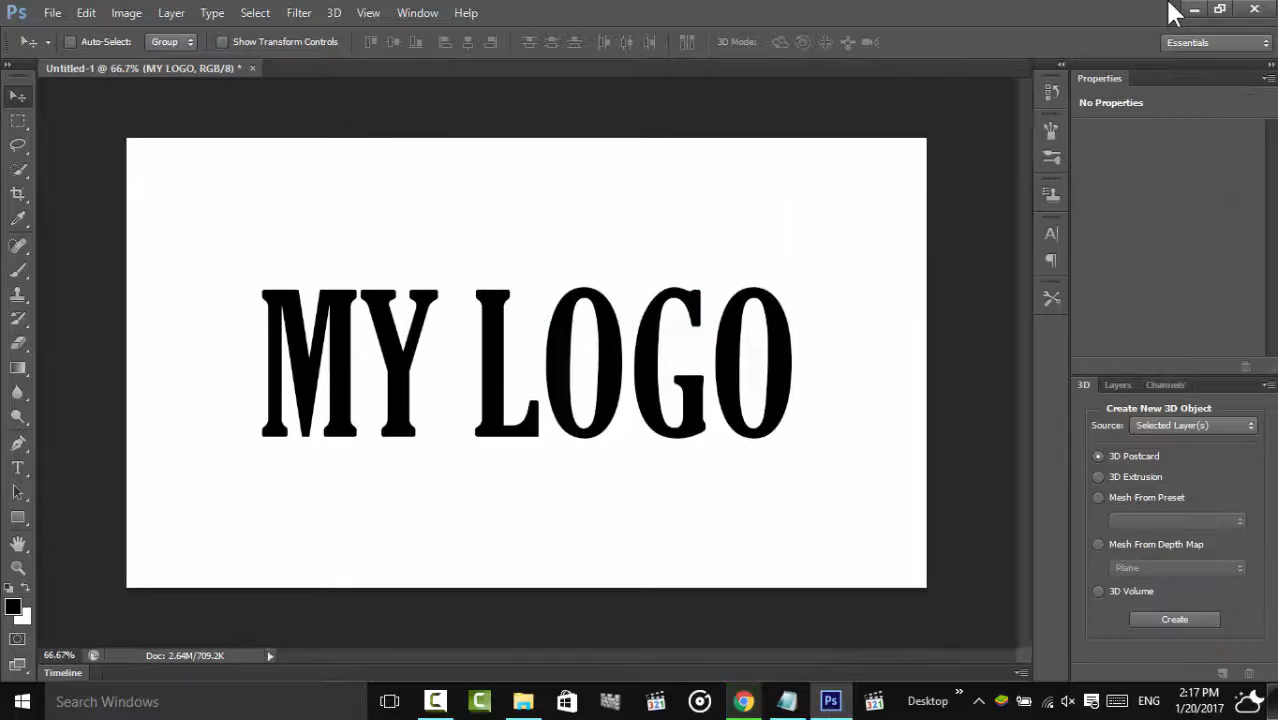 Ps File Edit Image Layer Type Select Filter 3D View Window Help
Auto-Select: Group Show Transform Controls 3D Mode: Essentials
Untitled-1 @ 66.7% (MY LOGO, RGB/8) * ×
Properties
No Properties
MY LOGO
3D Layers Channels
Create New 3D Object
Source: Selected Layer(s)
3D Postcard
3D Extrusion
Mesh From Preset
Mesh From Depth Map
Plane
3D Volume
Create
66.67% Doc: 2.64M/709.2K
Timeline
Search Windows 321 Ps 321 Desktop » ENG 2:17 PM
1/20/2017